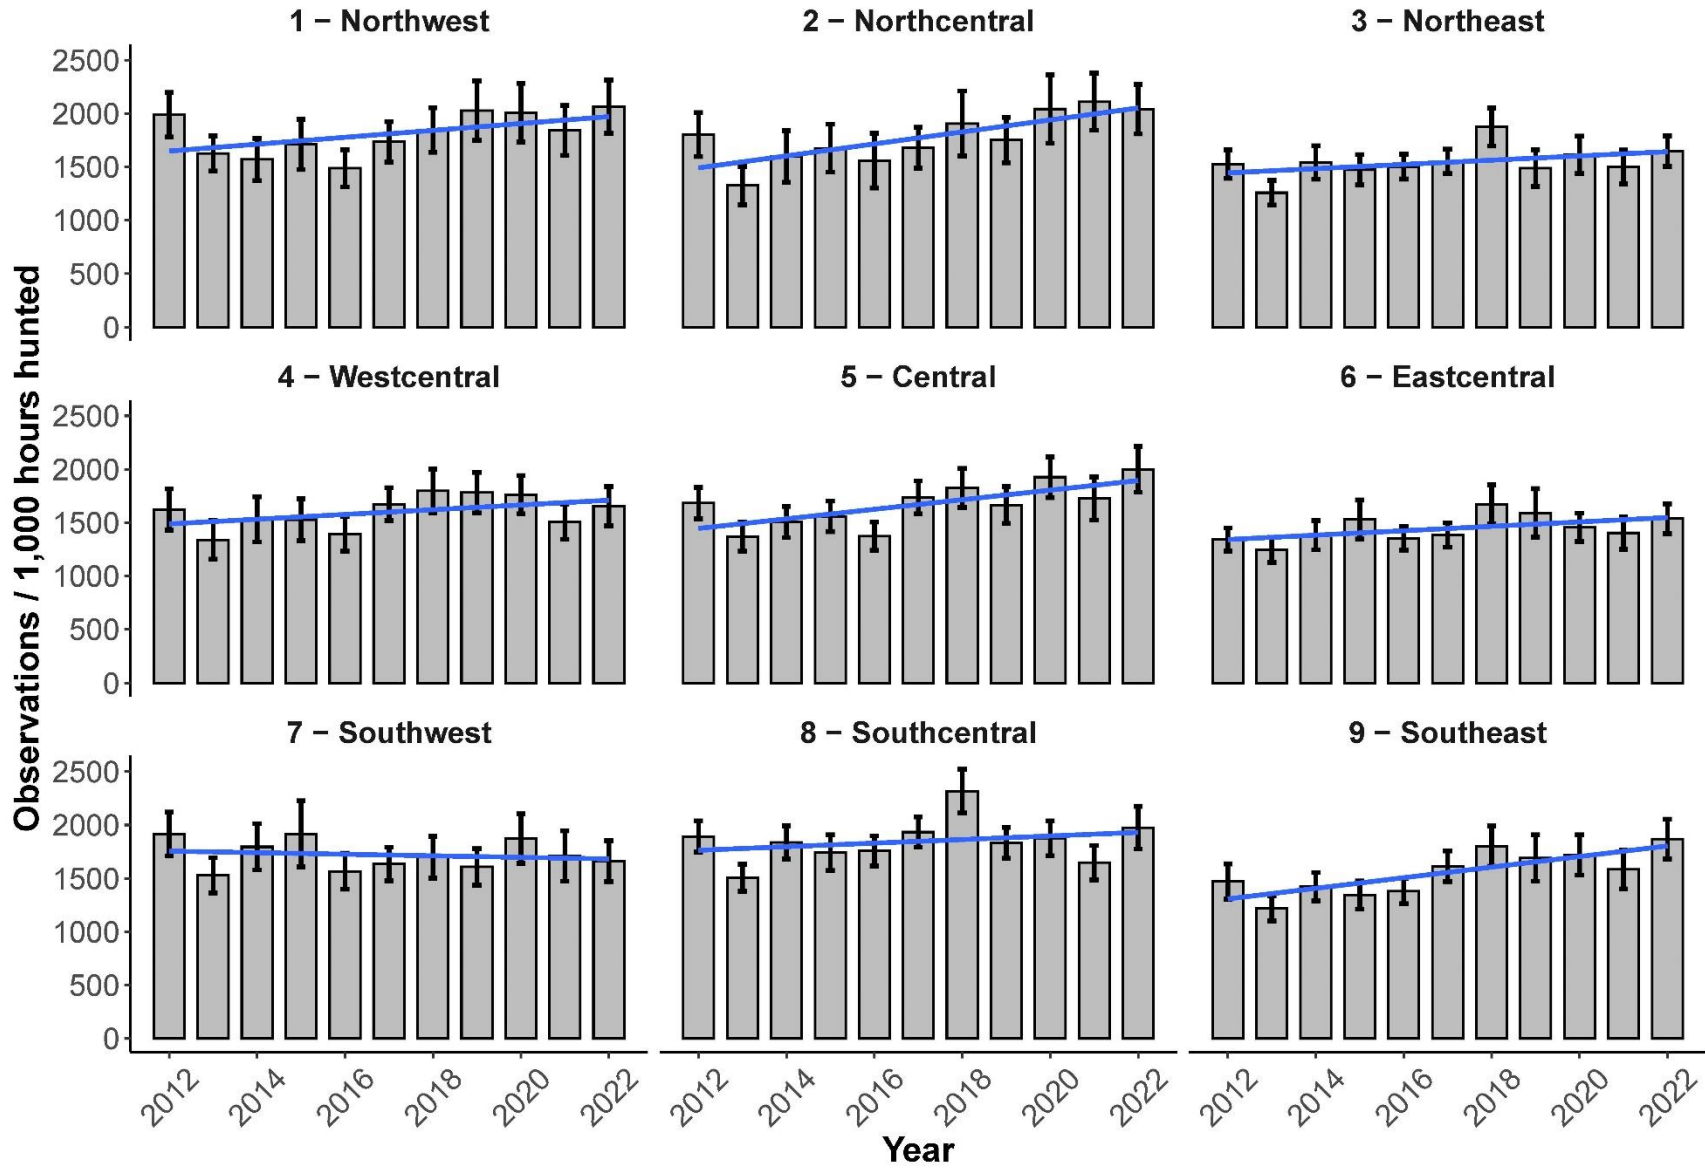 1 − Northwest
2 − Northcentral
3 − Northeast
2500
2000
1500
1000
500
0
4 − Westcentral
5 − Central
6 − Eastcentral
2500
2000
1500
1000
500
0
7 − Southwest
8 − Southcentral
9 − Southeast
2500
2000
1500
1000
500
0
Observations / 1,000 hours hunted
2012 2014 2016 2018 2020 2022
2012 2014 2016 2018 2020 2022
2012 2014 2016 2018 2020 2022
Year